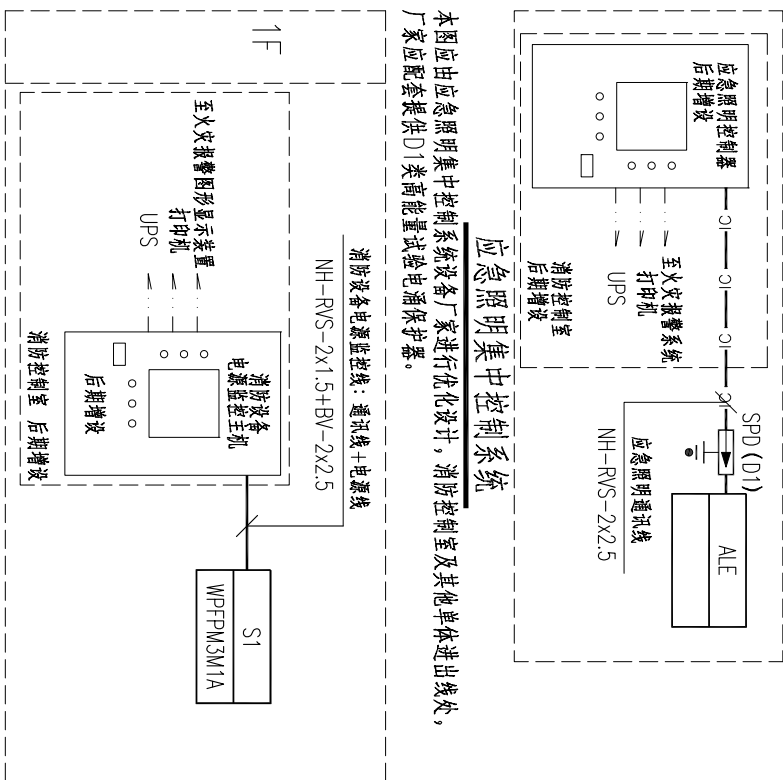 应急照明控制器
后期增设
CI
CI
CI
CI
至火灾报警系统
打印机
UPS
消防控制室
后期增设
SPD(D1)
ALE
应急照明通讯线
NH-RVS-2x2.5
应急照明集中控制系统
本图应由应急照明集中控制系统设备厂家进行优化设计，消防控制室及其他单体进出线处，
厂家应配套提供D1类高能量试验电涌保护器。
1F
至火灾报警图形显示装置
打印机
UPS
消防设备
电源监控主机
后期增设
消防控制室 后期增设
消防设备电源监控线：通讯线+电源线
NH-RVS-2x1.5+BV-2x2.5
S1
WPFPM3M1A